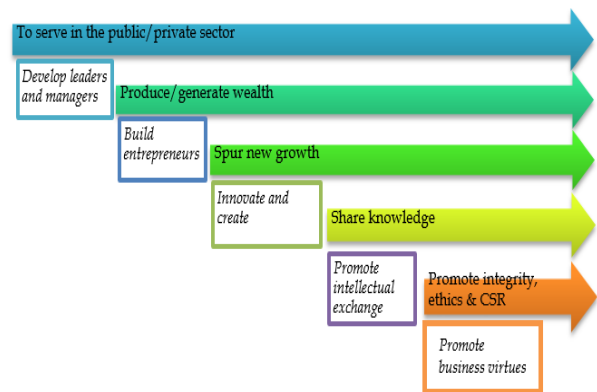 To serve in the public/private sector
Develop leaders
and managers
Produce/generate wealth
Build
entrepreneurs
Spur new growth
Innovate and
create
Share knowledge
Promote
intellectual
exchange
Promote integrity,
ethics & CSR
Promote
business virtues